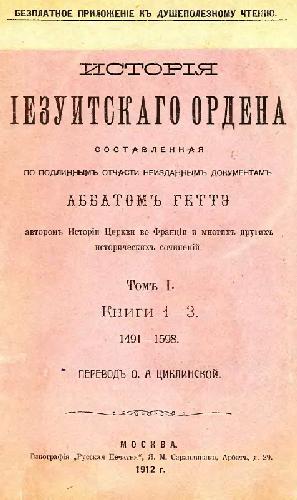 БЕЗПЛАТНОЕ ПРИЛОЖЕНІЕ КЪ ДУШЕПОЛЕЗНОМУ ЧТЕНІЮ.
ИСТОРІЯ
ІЕЗУИТСКАГО ОРДЕНА
СОСТАВЛЕННАЯ
ПО ПОДЛИННЫМЪ ОТЧАСТИ НЕИЗДАННЫМЪ ДОКУМЕНТАМЪ
АББАТОМЪ ГЕТТЭ
авторомъ Исторіи Церкви во Франціи и многихъ другихъ
историческихъ сочиненій.
Томъ I.
Книги 1—3.
1491—1598.
ПЕРЕВОДЪ О. А ЦИКЛИНСКОЙ.
МОСКВА.
Типографія „Русская Печатня", Арбатъ, д. 29.
1912 г.